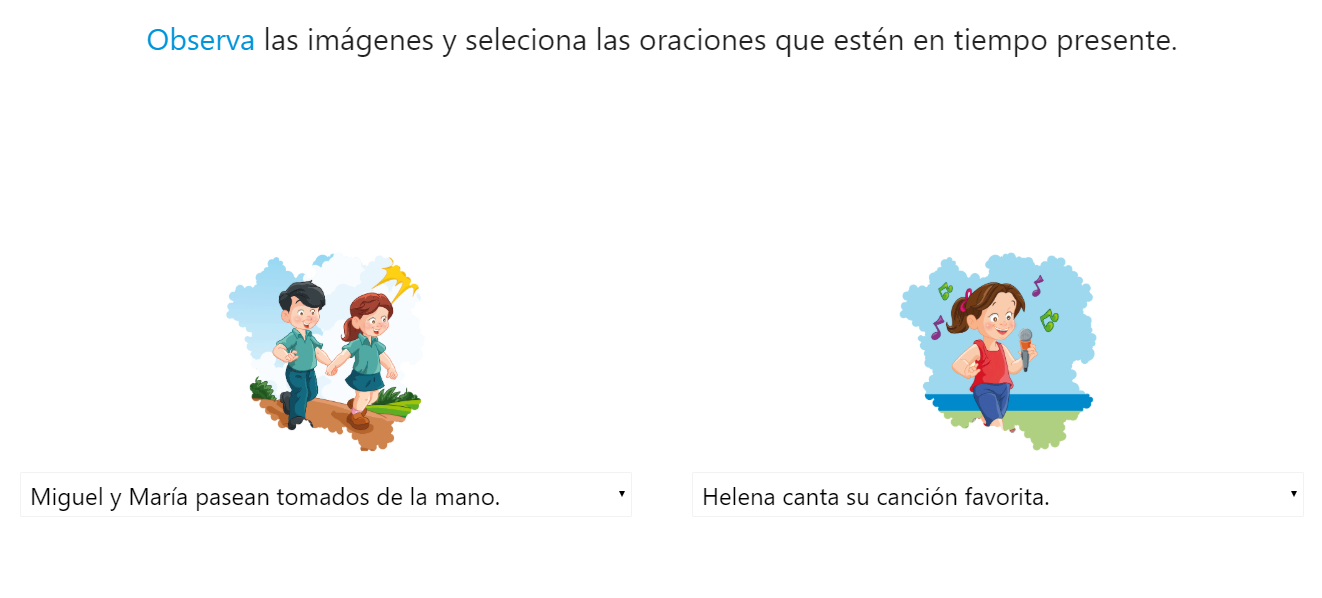 Observa las imágenes y seleciona las oraciones que estén en tiempo presente.
Miguel y María pasean tomados de la mano.
Helena canta su canción favorita.